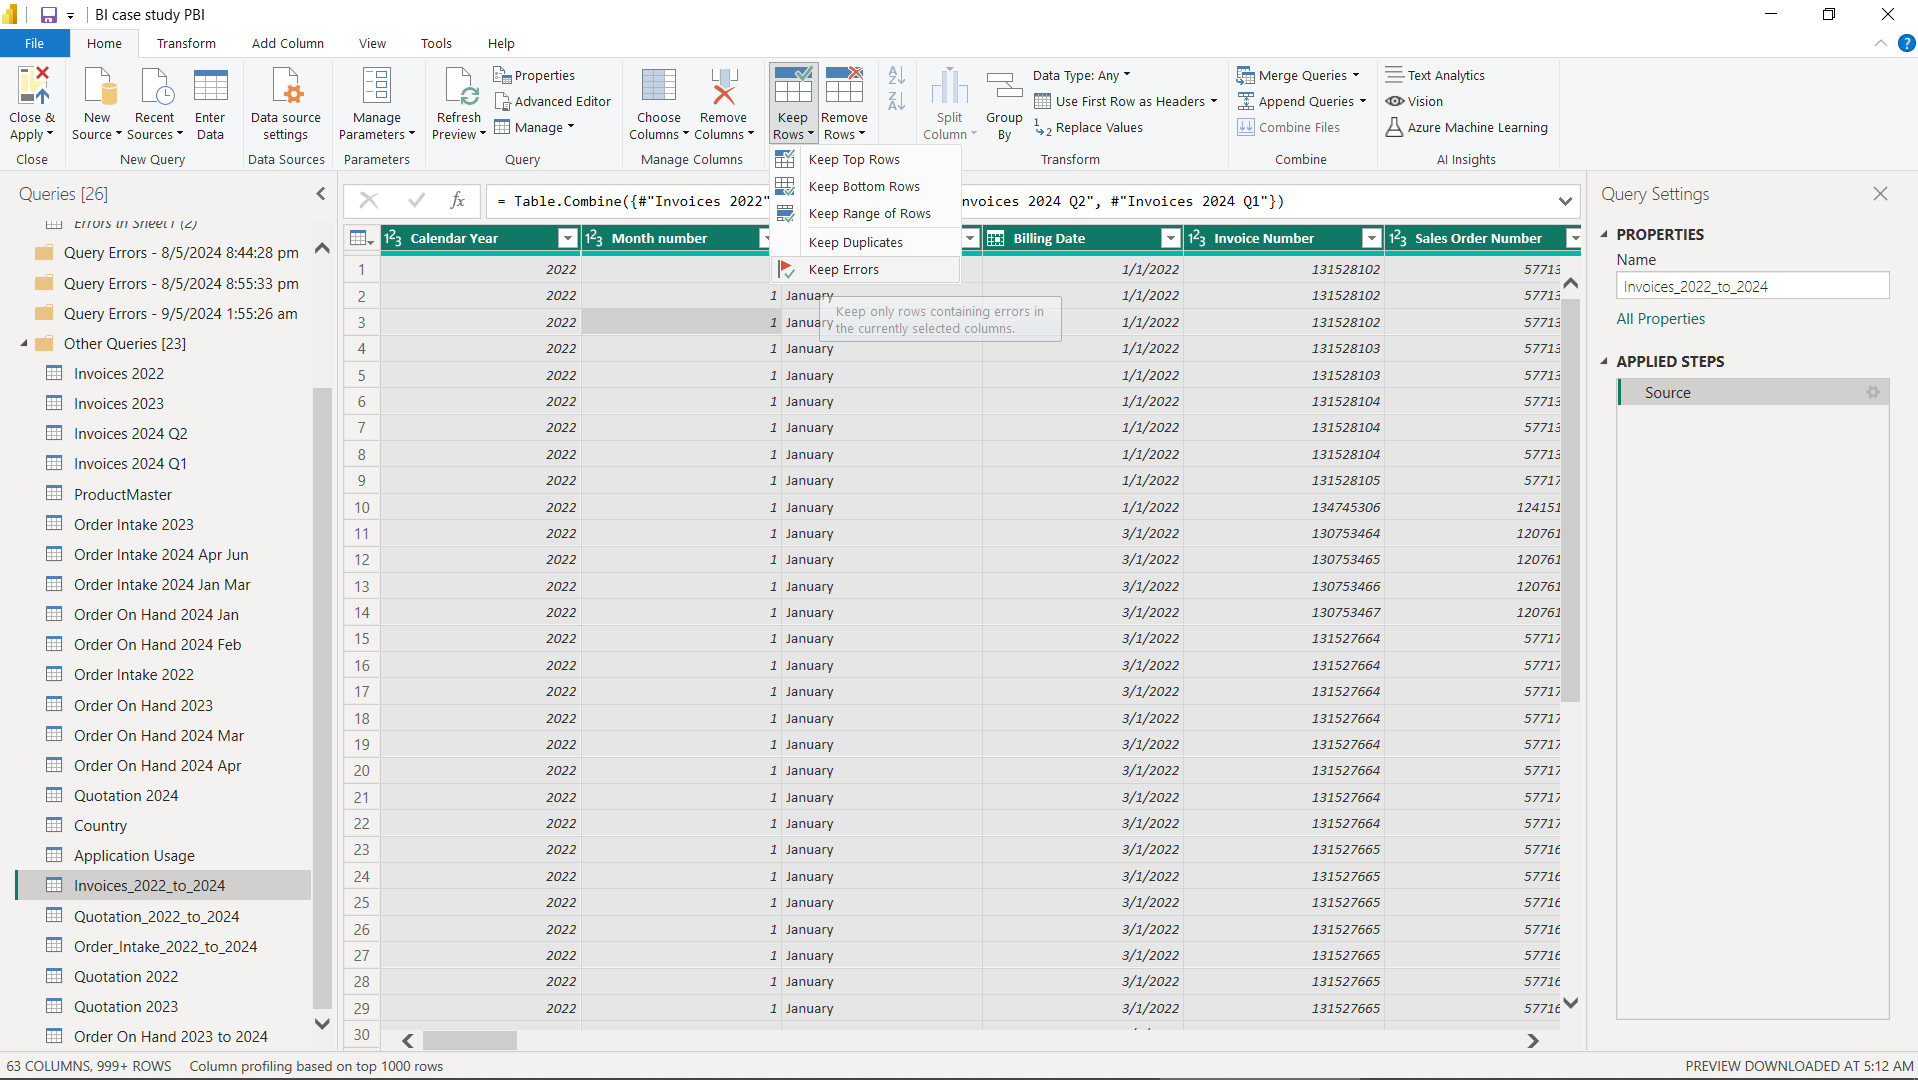 BI case study PBI
File Home Transform Add Column View Tools Help
Close & Apply
New Source
Recent Sources
Enter Data
Data source settings
Manage Parameters
Refresh Preview
Properties
Advanced Editor
Manage
Choose Columns
Remove Columns
Keep Rows
Remove Rows
Split Column
Group By
Data Type: Any
Use First Row as Headers
Replace Values
Merge Queries
Append Queries
Combine Files
Text Analytics
Vision
Azure Machine Learning
Close New Query Data Sources Parameters Query Manage Columns Transform Combine AI Insights
Keep Top Rows
Keep Bottom Rows
Keep Range of Rows
Keep Duplicates
Keep Errors
Keep only rows containing errors in
the currently selected columns.
Queries [26]
Errors in Sheet1 (2)
Query Errors - 8/5/2024 8:44:28 pm
Query Errors - 8/5/2024 8:55:33 pm
Query Errors - 9/5/2024 1:55:26 am
Other Queries [23]
Invoices 2022
Invoices 2023
Invoices 2024 Q2
Invoices 2024 Q1
ProductMaster
Order Intake 2023
Order Intake 2024 Apr Jun
Order Intake 2024 Jan Mar
Order On Hand 2024 Jan
Order On Hand 2024 Feb
Order Intake 2022
Order On Hand 2023
Order On Hand 2024 Mar
Order On Hand 2024 Apr
Quotation 2024
Country
Application Usage
Invoices_2022_to_2024
Quotation_2022_to_2024
Order_Intake_2022_to_2024
Quotation 2022
Quotation 2023
Order On Hand 2023 to 2024
fx = Table.Combine({#"Invoices 2022" nvoices 2024 Q2", #"Invoices 2024 Q1"})
1²3 Calendar Year 1²3 Month number Billing Date 1²3 Invoice Number 1²3 Sales Order Number
1 2022 1/1/2022 131528102 57713
2 2022 1 January 1/1/2022 131528102 57713
3 2022 1 January 1/1/2022 131528102 57713
4 2022 1 January 1/1/2022 131528103 57713
5 2022 1 January 1/1/2022 131528103 57713
6 2022 1 January 1/1/2022 131528104 57713
7 2022 1 January 1/1/2022 131528104 57713
8 2022 1 January 1/1/2022 131528104 57713
9 2022 1 January 1/1/2022 131528105 57717
10 2022 1 January 1/1/2022 134745306 124151
11 2022 1 January 3/1/2022 130753464 120761
12 2022 1 January 3/1/2022 130753465 120761
13 2022 1 January 3/1/2022 130753466 120761
14 2022 1 January 3/1/2022 130753467 120761
15 2022 1 January 3/1/2022 131527664 57717
16 2022 1 January 3/1/2022 131527664 57717
17 2022 1 January 3/1/2022 131527664 57717
18 2022 1 January 3/1/2022 131527664 57717
19 2022 1 January 3/1/2022 131527664 57717
20 2022 1 January 3/1/2022 131527664 57717
21 2022 1 January 3/1/2022 131527664 57717
22 2022 1 January 3/1/2022 131527664 57717
23 2022 1 January 3/1/2022 131527665 57716
24 2022 1 January 3/1/2022 131527665 57716
25 2022 1 January 3/1/2022 131527665 57716
26 2022 1 January 3/1/2022 131527665 57716
27 2022 1 January 3/1/2022 131527665 57716
28 2022 1 January 3/1/2022 131527665 57716
29 2022 1 January 3/1/2022 131527665 57716
30
Query Settings
PROPERTIES
Name
Invoices_2022_to_2024
All Properties
APPLIED STEPS
Source
63 COLUMNS, 999+ ROWS Column profiling based on top 1000 rows PREVIEW DOWNLOADED AT 5:12 AM